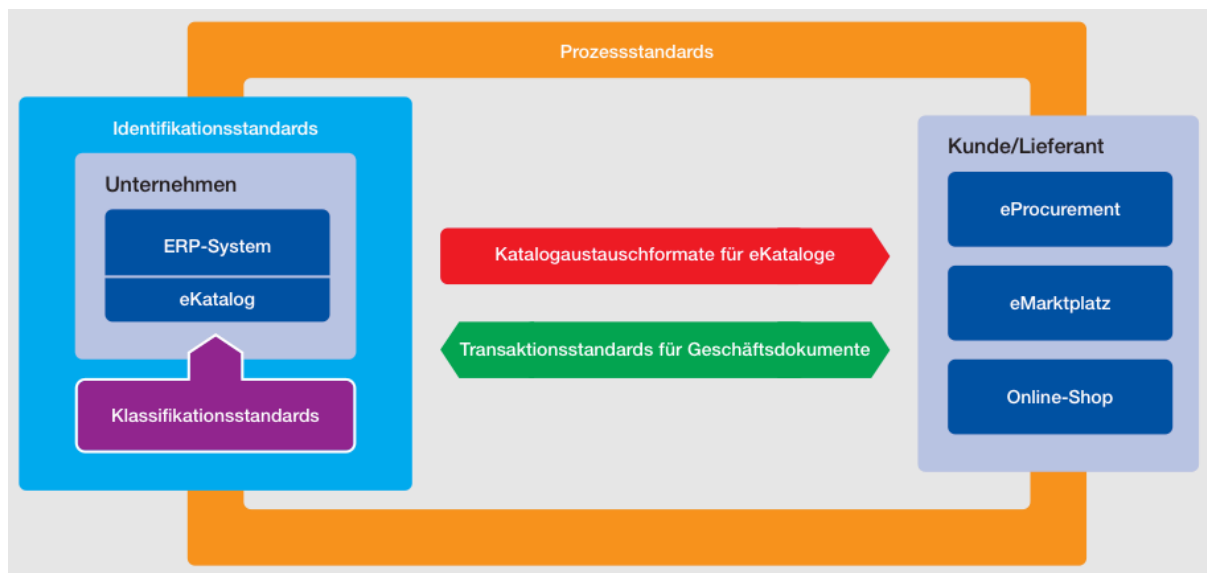 Prozessstandards
Identifikationsstandards
Unternehmen
ERP-System
eKatalog
Klassifikationsstandards
Katalogaustauschformate für eKataloge
Transaktionsstandards für Geschäftsdokumente
Kunde/Lieferant
eProcurement
eMarktplatz
Online-Shop